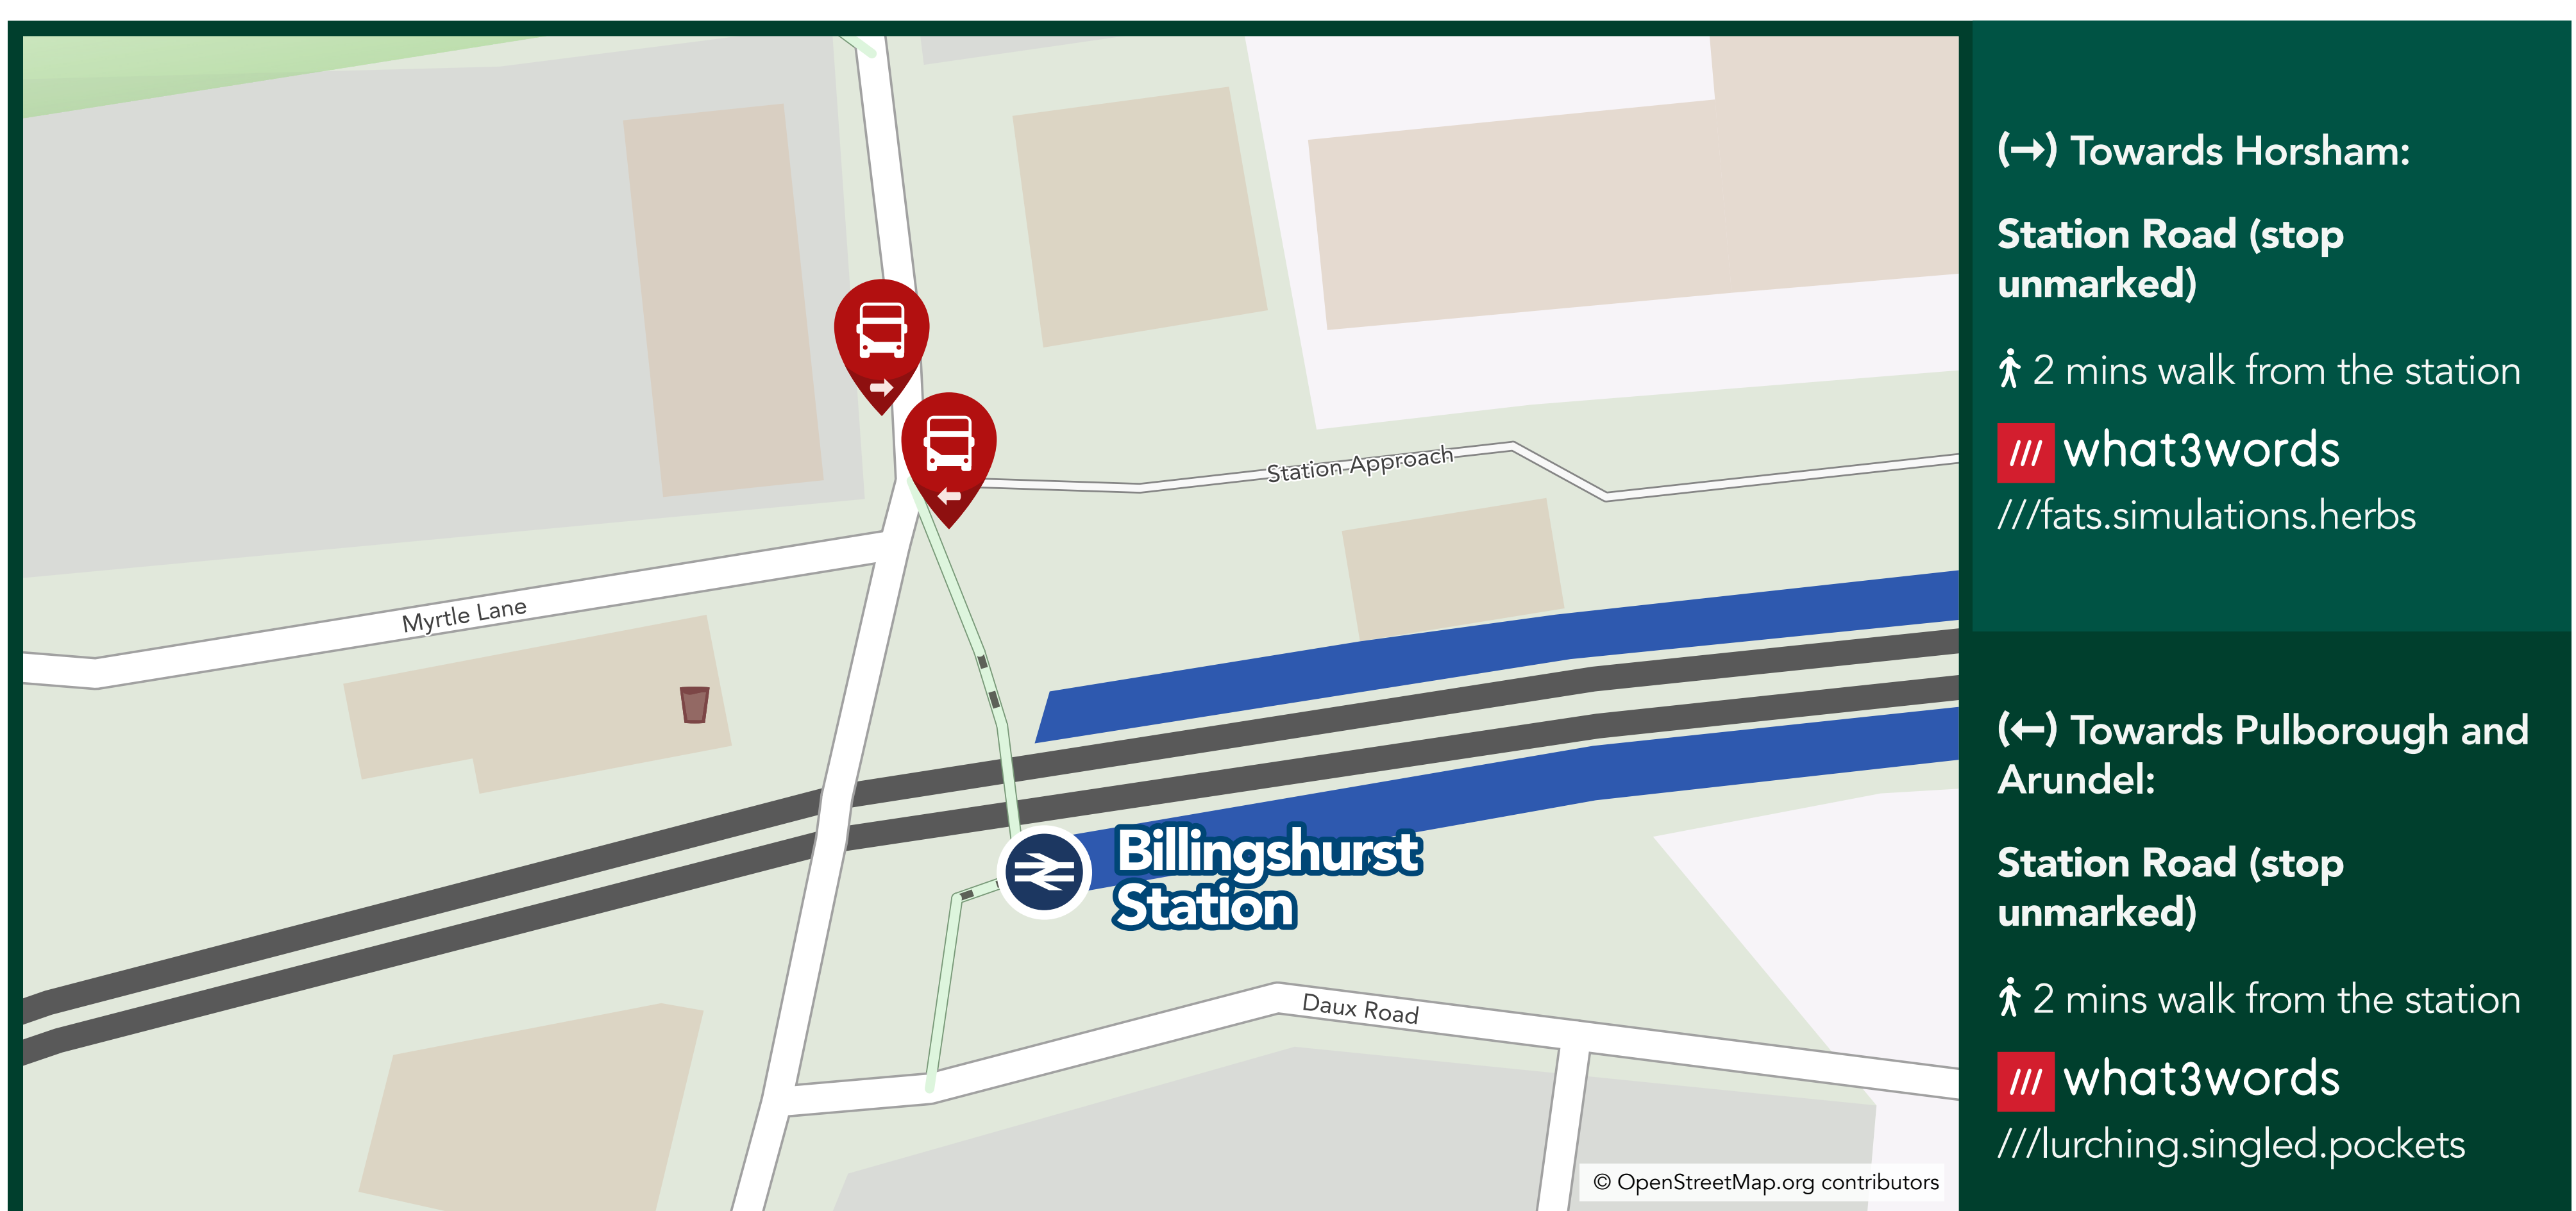 Station Approach
Myrtle Lane
Billingshurst
Station
Daux Road
© OpenStreetMap.org contributors
(→) Towards Horsham:
Station Road (stop
unmarked)
2 mins walk from the station
/// what3words
///fats.simulations.herbs
(←) Towards Pulborough and
Arundel:
Station Road (stop
unmarked)
2 mins walk from the station
/// what3words
///lurching.singled.pockets